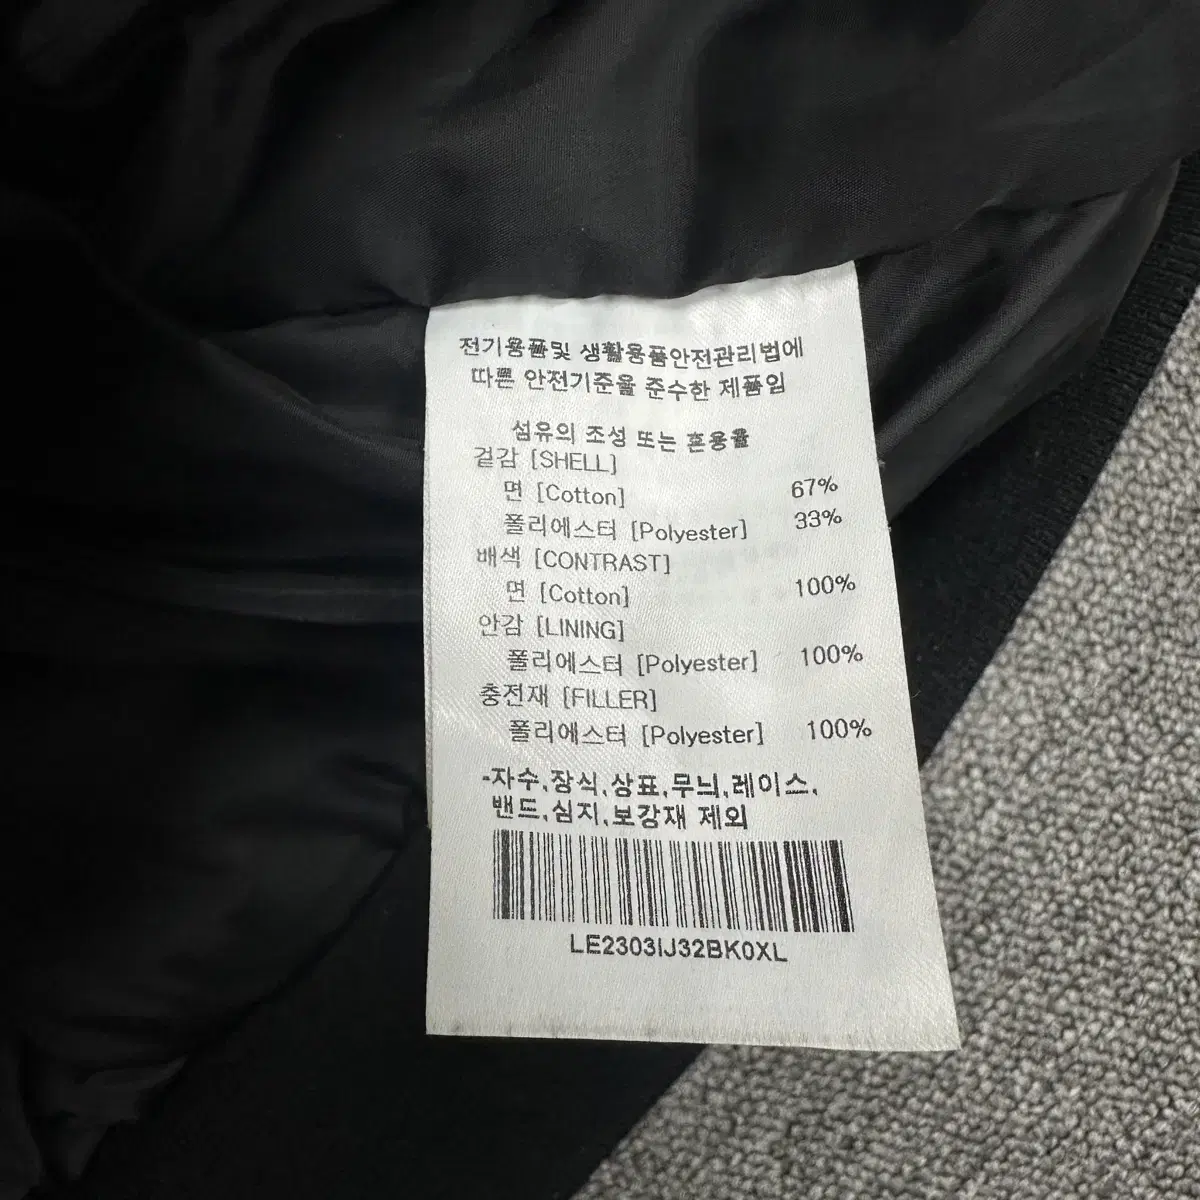 전기용품및 생활용품안전관리법에
따른 안전기준을 준수한 제품임
섬유의 조성 또는 혼용율
겉감 [SHELL]
면 [Cotton] 67%
폴리에스터 [Polyester] 33%
배색 [CONTRAST]
면 [Cotton] 100%
안감 [LINING]
폴리에스터 [Polyester] 100%
충전재 [FILLER]
폴리에스터 [Polyester] 100%
-자수,장식,상표,무늬,레이스,
밴드,심지,보강재 제외
LE2303IJ32BK0XL